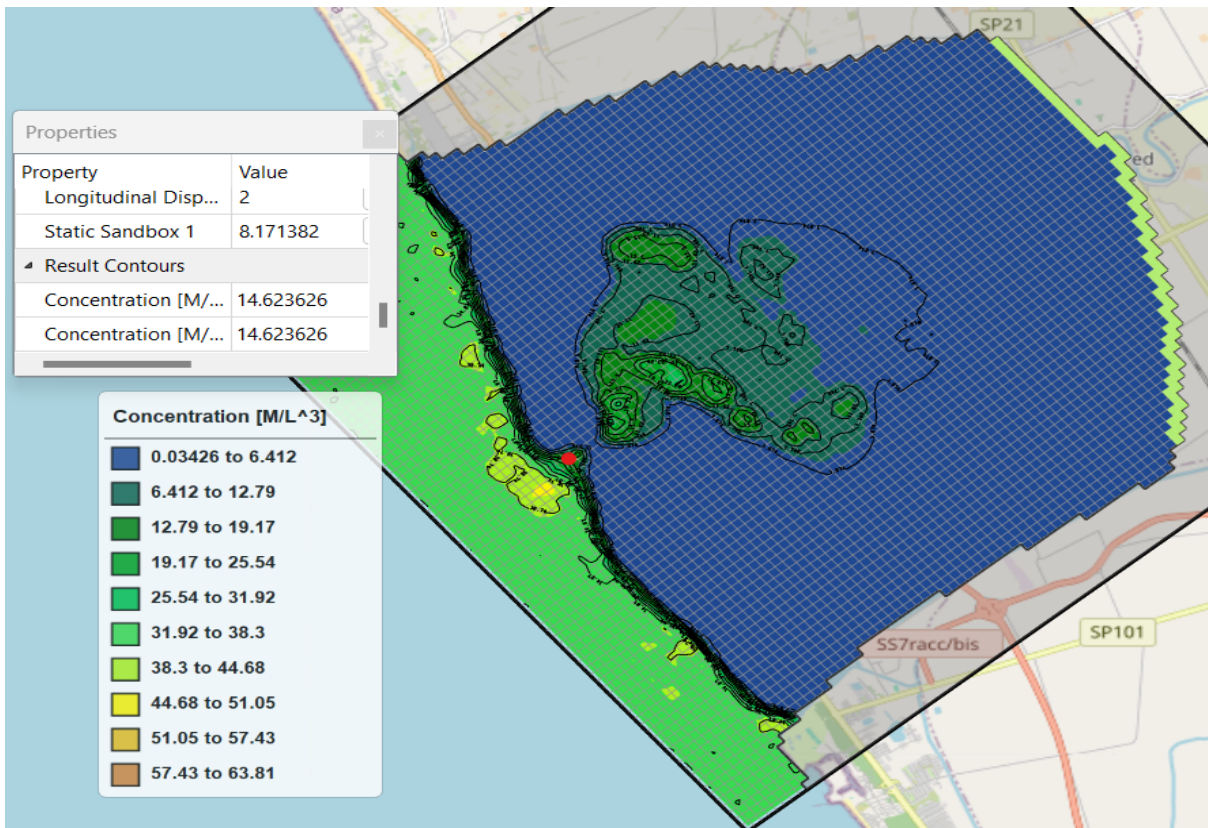 SP21
Properties
×
Property Value
Longitudinal Disp... 2
Static Sandbox 1 8.171382
Result Contours
Concentration [M/... 14.623626
Concentration [M/... 14.623626
ed
Concentration [M/L^3]
0.03426 to 6.412
6.412 to 12.79
12.79 to 19.17
19.17 to 25.54
25.54 to 31.92
31.92 to 38.3
38.3 to 44.68
44.68 to 51.05
51.05 to 57.43
57.43 to 63.81
SP101
SS7racc/bis